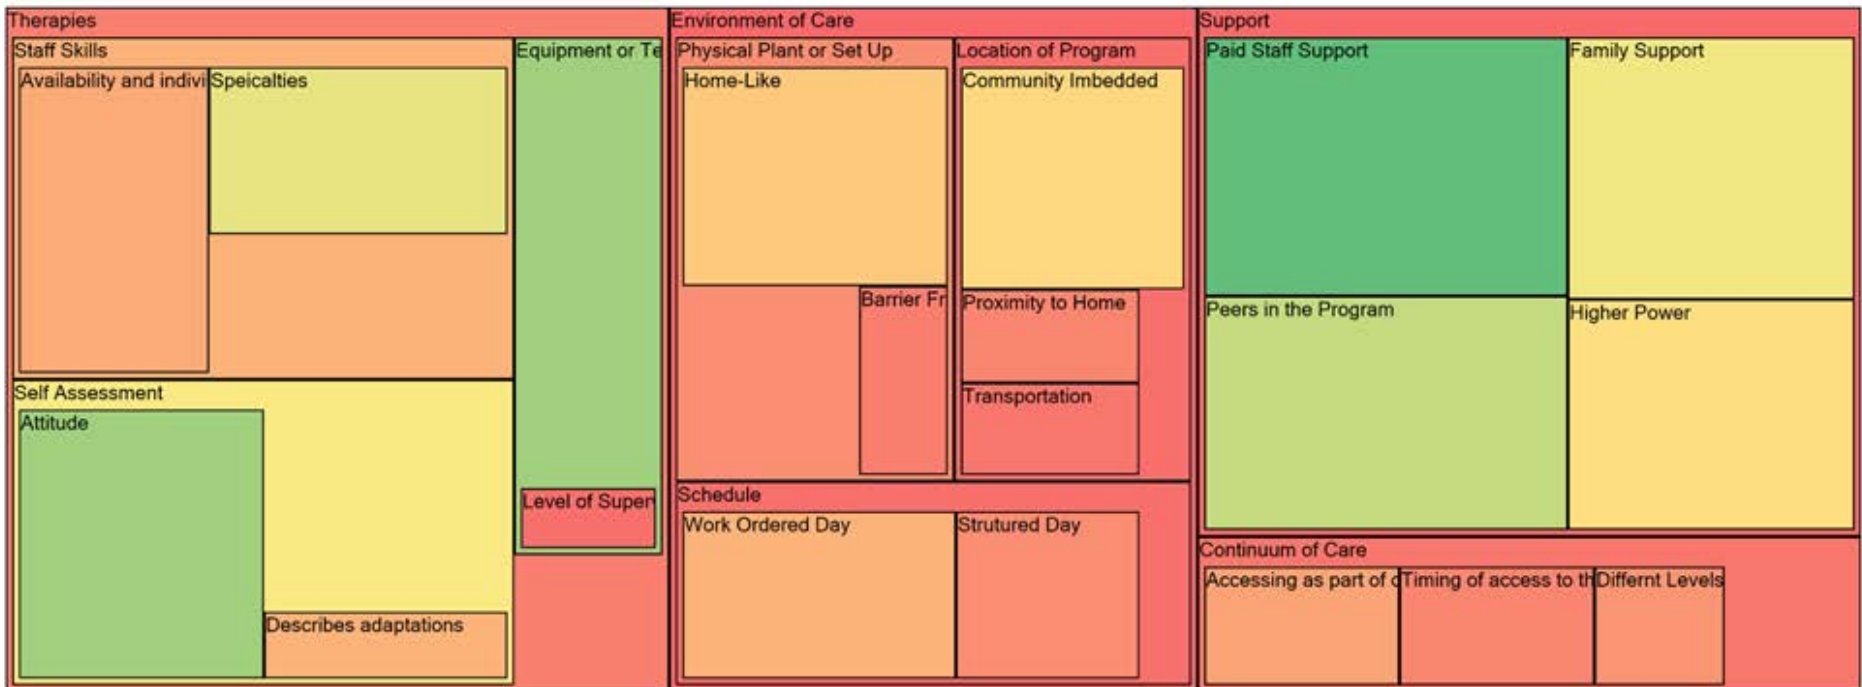 Therapies
Staff Skills
Availability and indivi
Speicalties
Equipment or Te
Self Assessment
Attitude
Describes adaptations
Level of Superv
Environment of Care
Physical Plant or Set Up
Home-Like
Barrier Fr
Location of Program
Community Imbedded
Proximity to Home
Transportation
Schedule
Work Ordered Day
Strutured Day
Support
Paid Staff Support
Family Support
Peers in the Program
Higher Power
Continuum of Care
Accessing as part of c
Timing of access to th
Differnt Levels